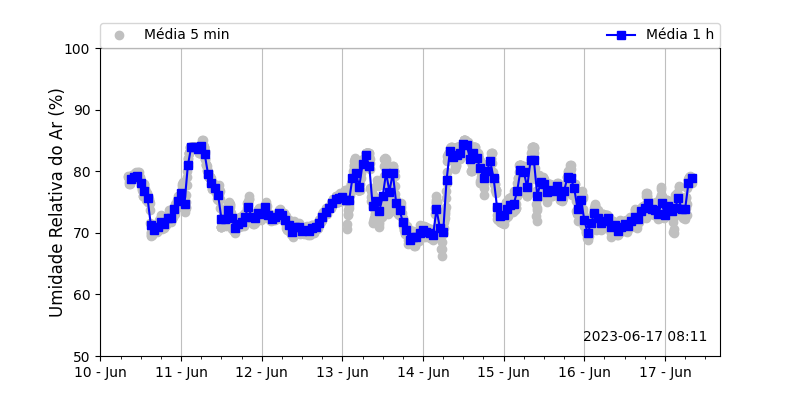 Média 5 min
Média 1 h
Umidade Relativa do Ar (%)
100
90
80
70
60
50
2023-06-17 08:11
10 - Jun
11 - Jun
12 - Jun
13 - Jun
14 - Jun
15 - Jun
16 - Jun
17 - Jun